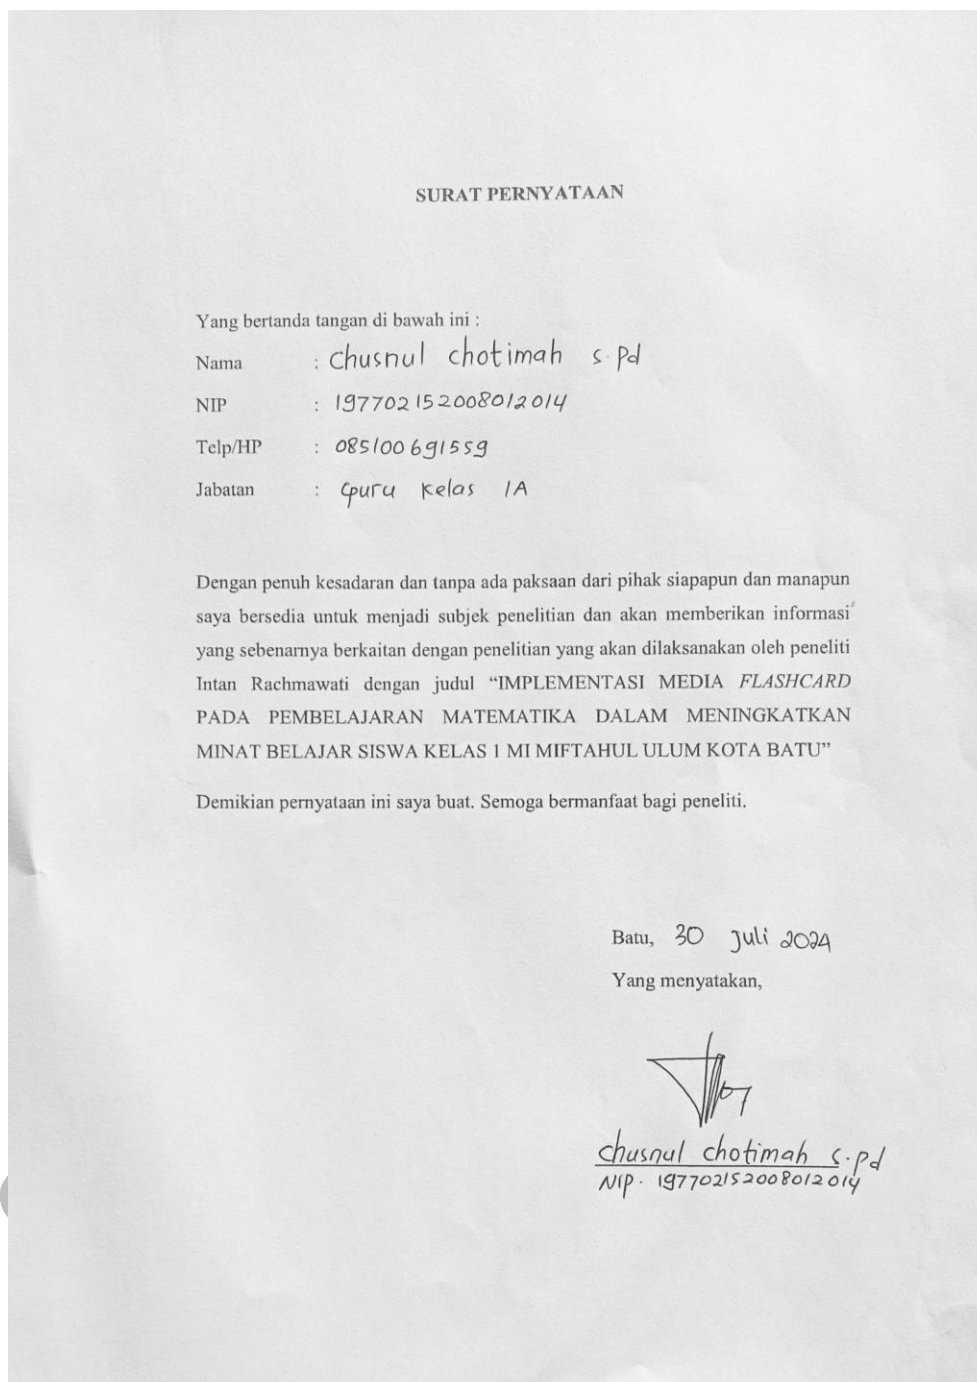 SURAT PERNYATAAN
Yang bertanda tangan di bawah ini :
Nama : Chusnul chotimah S.Pd
NIP : 197702152008012014
Telp/HP : 085100691559
Jabatan : Guru Kelas 1A
Dengan penuh kesadaran dan tanpa ada paksaan dari pihak siapapun dan manapun
saya bersedia untuk menjadi subjek penelitian dan akan memberikan informasi
yang sebenarnya berkaitan dengan penelitian yang akan dilaksanakan oleh peneliti
Intan Rachmawati dengan judul “IMPLEMENTASI MEDIA FLASHCARD
PADA PEMBELAJARAN MATEMATIKA DALAM MENINGKATKAN
MINAT BELAJAR SISWA KELAS 1 MI MIFTAHUL ULUM KOTA BATU”
Demikian pernyataan ini saya buat. Semoga bermanfaat bagi peneliti.
Batu, 30 Juli 2024
Yang menyatakan,
chusnul chotimah S.Pd
NIP. 197702152008012014